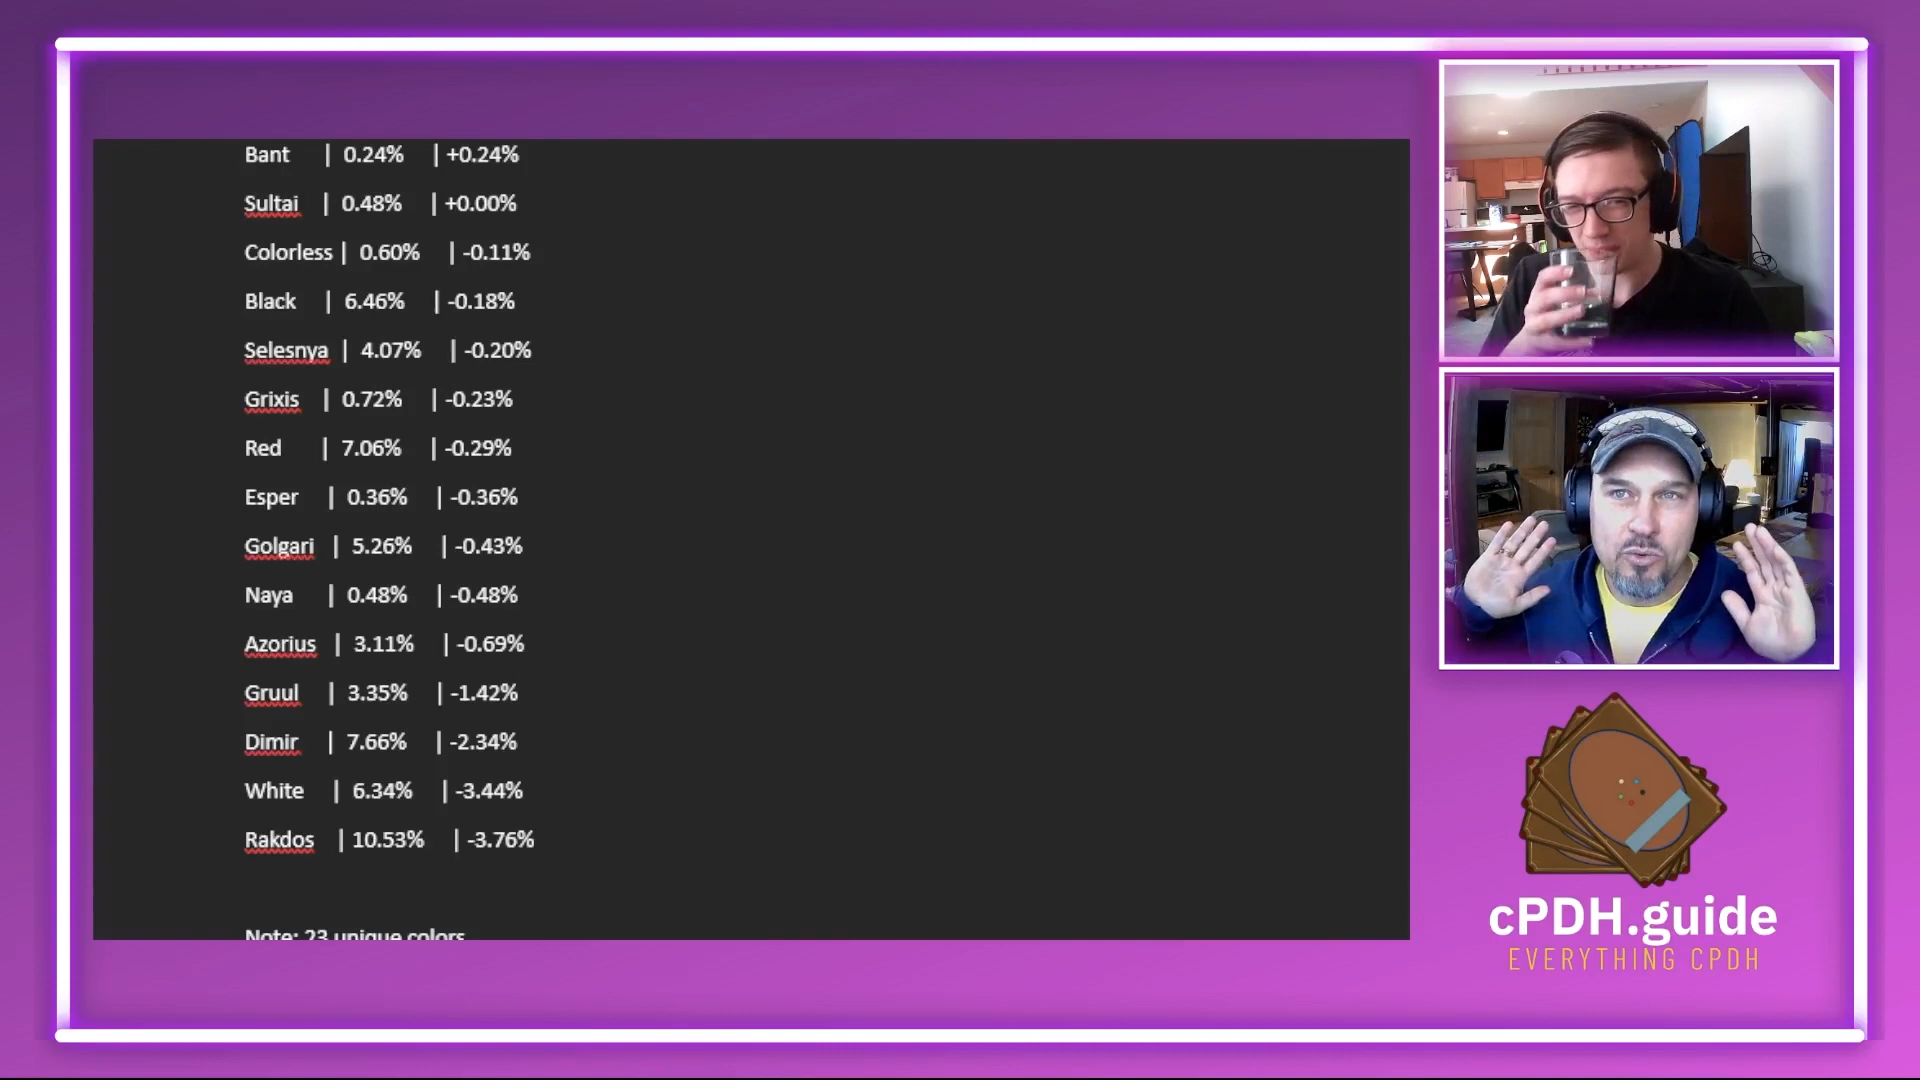 Bant | 0.24% | +0.24%
Sultai | 0.48% | +0.00%
Colorless | 0.60% | -0.11%
Black | 6.46% | -0.18%
Selesnya | 4.07% | -0.20%
Grixis | 0.72% | -0.23%
Red | 7.06% | -0.29%
Esper | 0.36% | -0.36%
Golgari | 5.26% | -0.43%
Naya | 0.48% | -0.48%
Azorius | 3.11% | -0.69%
Gruul | 3.35% | -1.42%
Dimir | 7.66% | -2.34%
White | 6.34% | -3.44%
Rakdos | 10.53% | -3.76%
Note: 23 unique colors
cPDH.guide
EVERYTHING CPDH